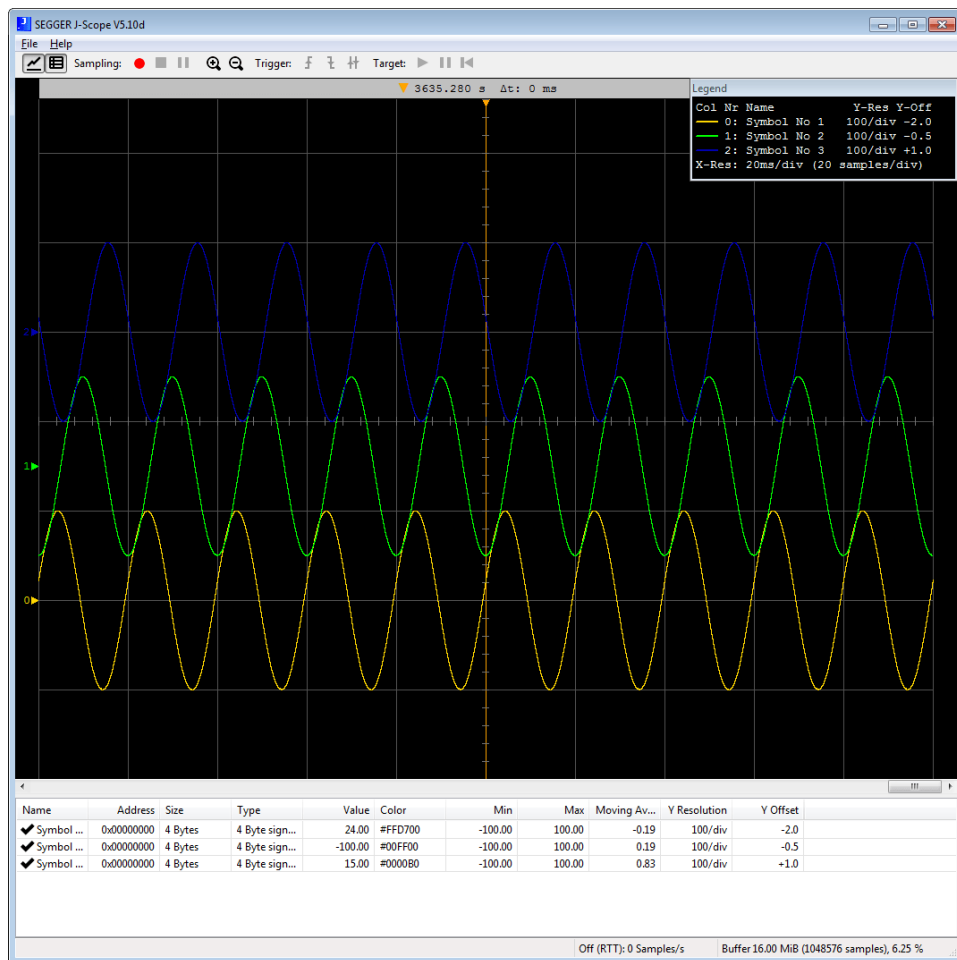 SEGGER J-Scope V5.10d
File Help
Sampling: Trigger: Target:
3635.280 s Δt: 0 ms
Legend
Col Nr Name Y-Res Y-Off
0: Symbol No 1 100/div -2.0
1: Symbol No 2 100/div -0.5
2: Symbol No 3 100/div +1.0
X-Res: 20ms/div (20 samples/div)
2
1
0
Name Address Size Type Value Color Min Max Moving Av... Y Resolution Y Offset
Symbol ... 0x00000000 4 Bytes 4 Byte sign... 24.00 #FFD700 -100.00 100.00 -0.19 100/div -2.0
Symbol ... 0x00000000 4 Bytes 4 Byte sign... -100.00 #00FF00 -100.00 100.00 0.19 100/div -0.5
Symbol ... 0x00000000 4 Bytes 4 Byte sign... 15.00 #0000B0 -100.00 100.00 0.83 100/div +1.0
Off (RTT): 0 Samples/s Buffer 16.00 MiB (1048576 samples), 6.25 %